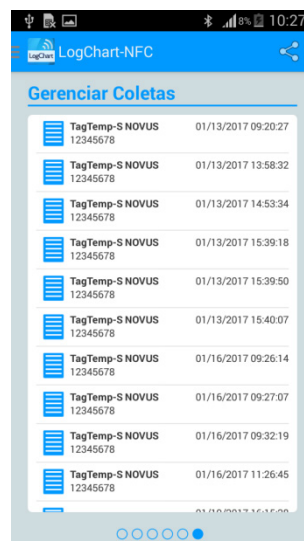 8% 10:27
LogChart LogChart-NFC
Gerenciar Coletas
TagTemp-S NOVUS 01/13/2017 09:20:27
12345678
TagTemp-S NOVUS 01/13/2017 13:58:32
12345678
TagTemp-S NOVUS 01/13/2017 14:53:34
12345678
TagTemp-S NOVUS 01/13/2017 15:39:18
12345678
TagTemp-S NOVUS 01/13/2017 15:39:50
12345678
TagTemp-S NOVUS 01/13/2017 15:40:07
12345678
TagTemp-S NOVUS 01/16/2017 09:26:14
12345678
TagTemp-S NOVUS 01/16/2017 09:27:07
12345678
TagTemp-S NOVUS 01/16/2017 09:32:19
12345678
TagTemp-S NOVUS 01/16/2017 11:26:45
12345678